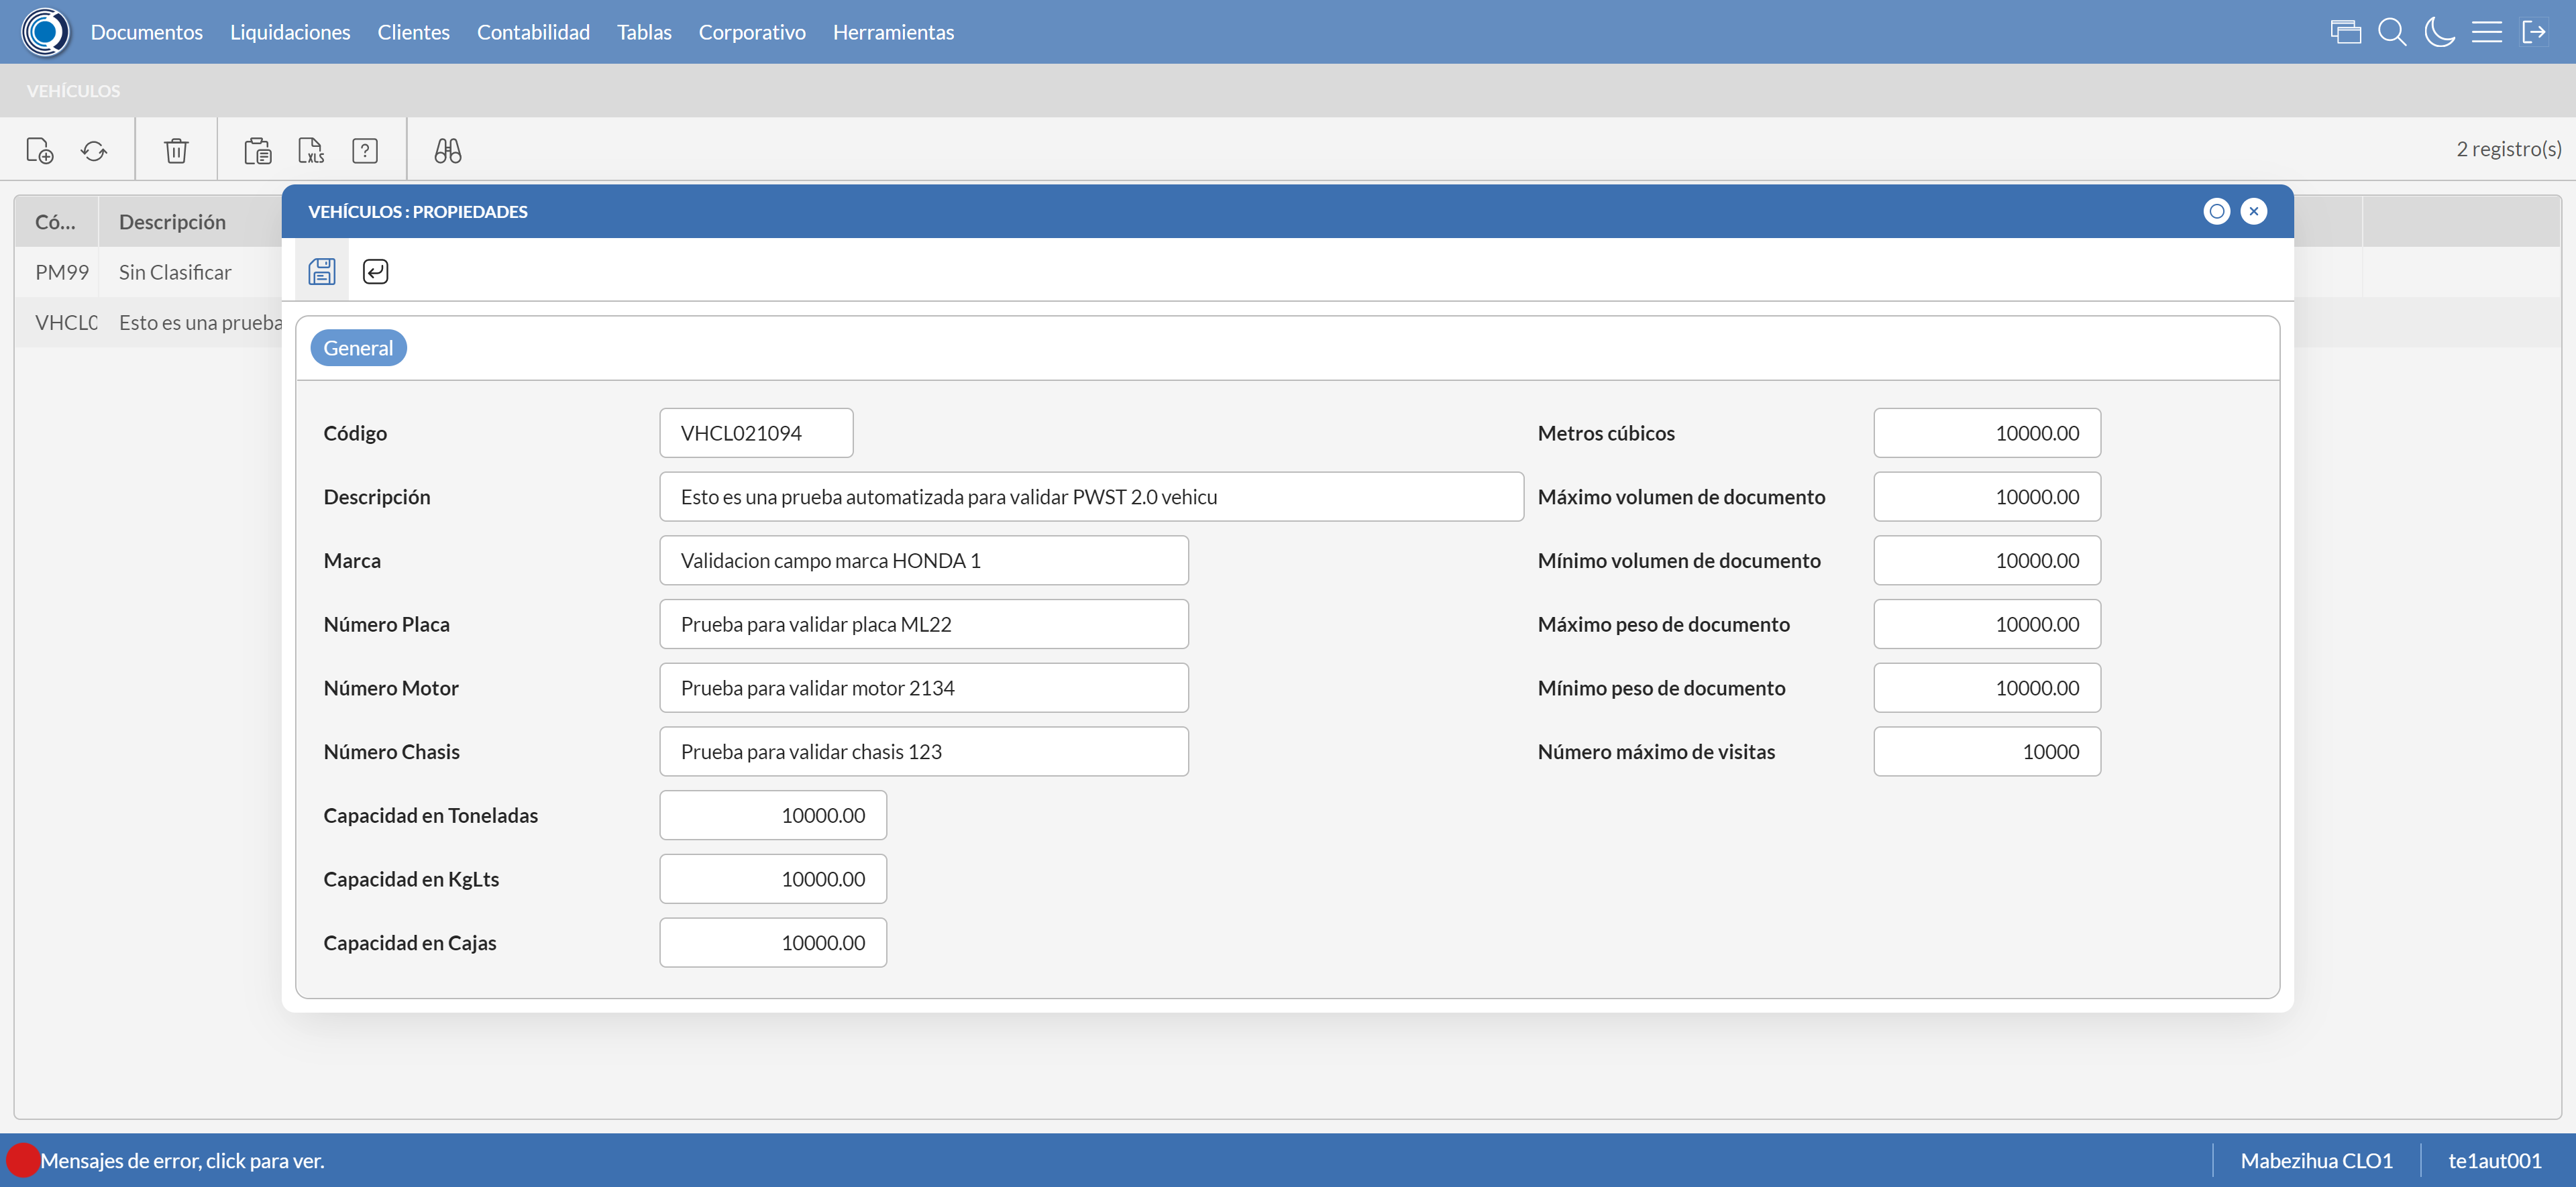 Documentos Liquidaciones Clientes Contabilidad Tablas Corporativo Herramientas
VEHÍCULOS
XLS ? 2 registro(s)
Có... Descripción
PM99 Sin Clasificar
VHCL0 Esto es una prueba
VEHÍCULOS : PROPIEDADES
General
Código VHCL021094 Metros cúbicos 10000.00
Descripción Esto es una prueba automatizada para validar PWST 2.0 vehicu Máximo volumen de documento 10000.00
Marca Validacion campo marca HONDA 1 Mínimo volumen de documento 10000.00
Número Placa Prueba para validar placa ML22 Máximo peso de documento 10000.00
Número Motor Prueba para validar motor 2134 Mínimo peso de documento 10000.00
Número Chasis Prueba para validar chasis 123 Número máximo de visitas 10000
Capacidad en Toneladas 10000.00
Capacidad en KgLts 10000.00
Capacidad en Cajas 10000.00
Mensajes de error, click para ver. Mabezihua CLO1 te1aut001